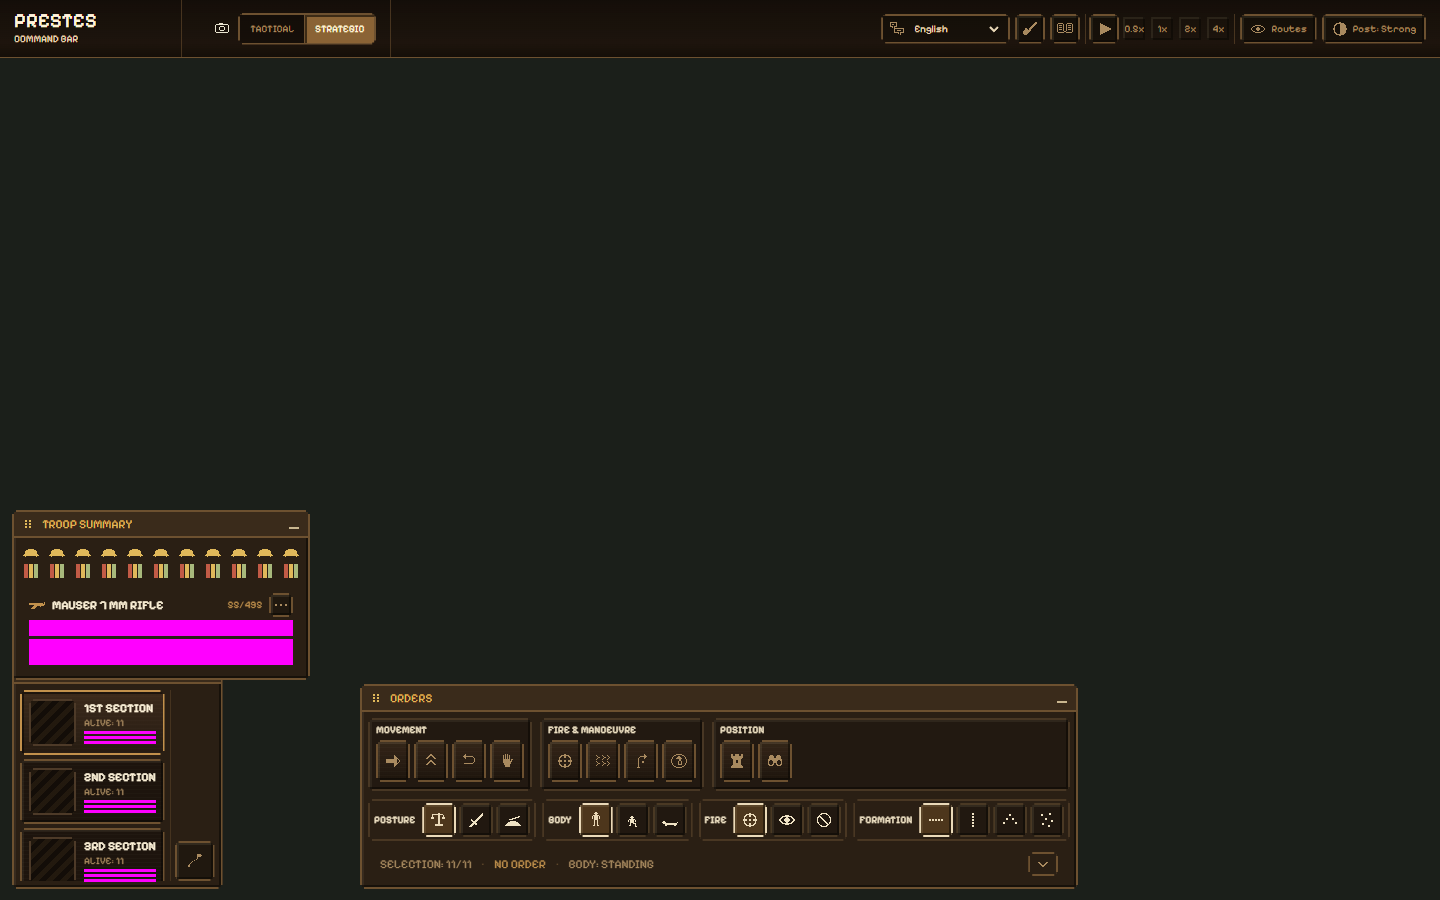 PRESTES
COMMAND BAR
TACTICAL
STRATEGIC
English
0.5x
1x
2x
4x
Routes
Post: Strong
TROOP SUMMARY
MAUSER 7 MM RIFLE
55/495
1ST SECTION
ALIVE: 11
2ND SECTION
ALIVE: 11
3RD SECTION
ALIVE: 11
ORDERS
MOVEMENT
FIRE & MANOEUVRE
POSITION
POSTURE
BODY
FIRE
FORMATION
SELECTION: 11/11 · NO ORDER · BODY: STANDING